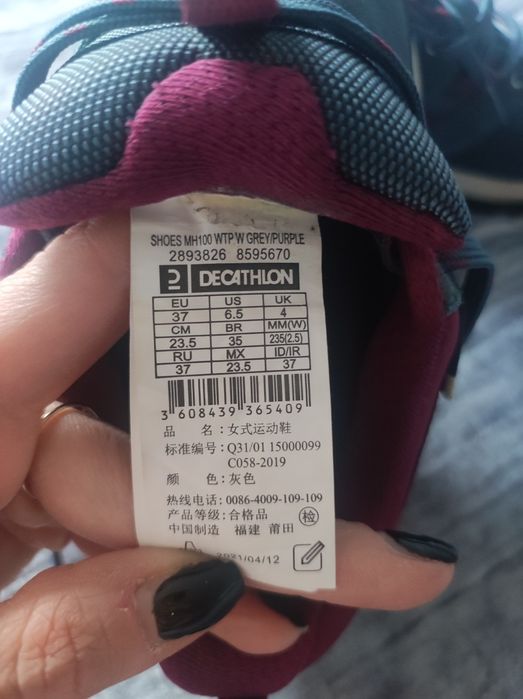 SHOES MH100 WTP W GREY/PURPLE
2893826 8595670
DECATHLON
EU US UK
37 6.5 4
CM BR MM(W)
23.5 35 235(2.5)
RU MX ID/IR
37 23.5 37
3 608439 365409
品 名:女式运动鞋
标准编号:Q31/01 15000099
C058-2019
颜 色:灰色
热线电话:0086-4009-109-109
产品等级:合格品 检
中国制造 福建 莆田
2021/04/12